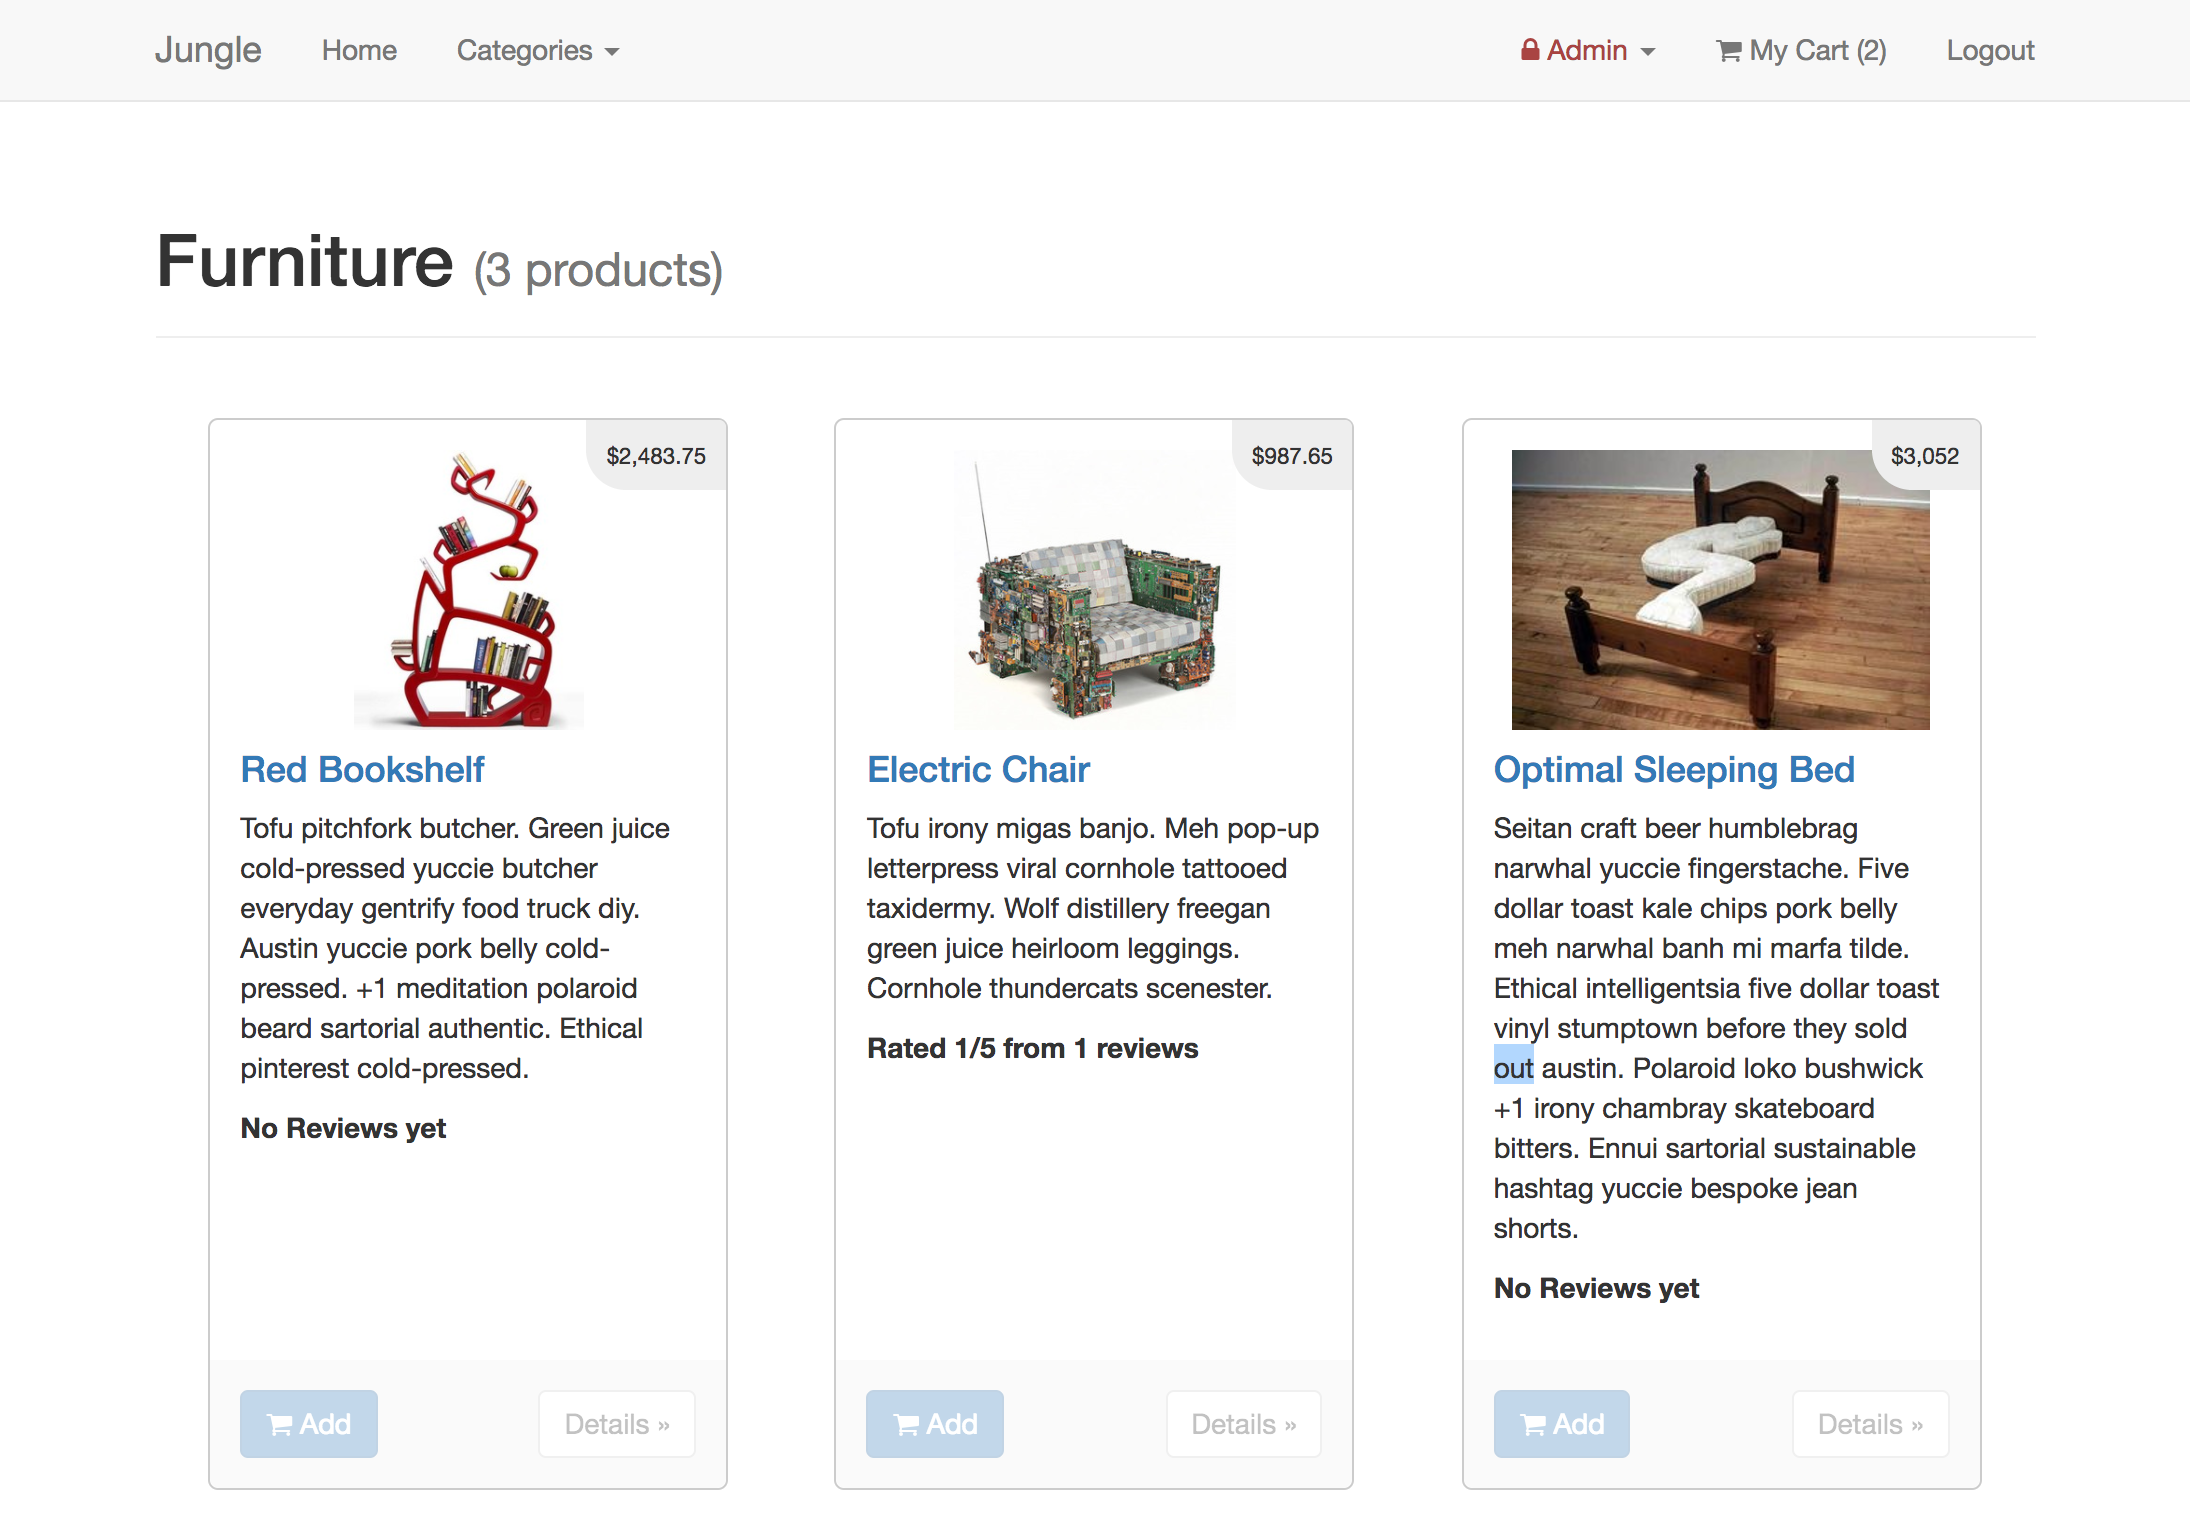 Jungle Home Categories Admin My Cart (2) Logout
Furniture (3 products)
$2,483.75
Red Bookshelf
Tofu pitchfork butcher. Green juice
cold-pressed yuccie butcher
everyday gentrify food truck diy.
Austin yuccie pork belly cold-
pressed. +1 meditation polaroid
beard sartorial authentic. Ethical
pinterest cold-pressed.
No Reviews yet
Add Details »
$987.65
Electric Chair
Tofu irony migas banjo. Meh pop-up
letterpress viral cornhole tattooed
taxidermy. Wolf distillery freegan
green juice heirloom leggings.
Cornhole thundercats scenester.
Rated 1/5 from 1 reviews
Add Details »
$3,052
Optimal Sleeping Bed
Seitan craft beer humblebrag
narwhal yuccie fingerstache. Five
dollar toast kale chips pork belly
meh narwhal banh mi marfa tilde.
Ethical intelligentsia five dollar toast
vinyl stumptown before they sold
out austin. Polaroid loko bushwick
+1 irony chambray skateboard
bitters. Ennui sartorial sustainable
hashtag yuccie bespoke jean
shorts.
No Reviews yet
Add Details »